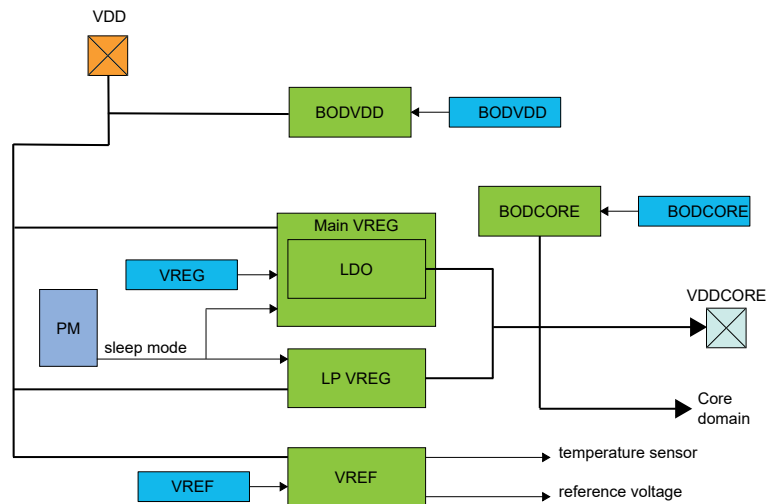 VDD
BODVDD
BODVDD
BODCORE
BODCORE
Main VREG
LDO
VREG
VDDCORE
PM
sleep mode
LP VREG
Core
domain
temperature sensor
VREF
VREF
reference voltage